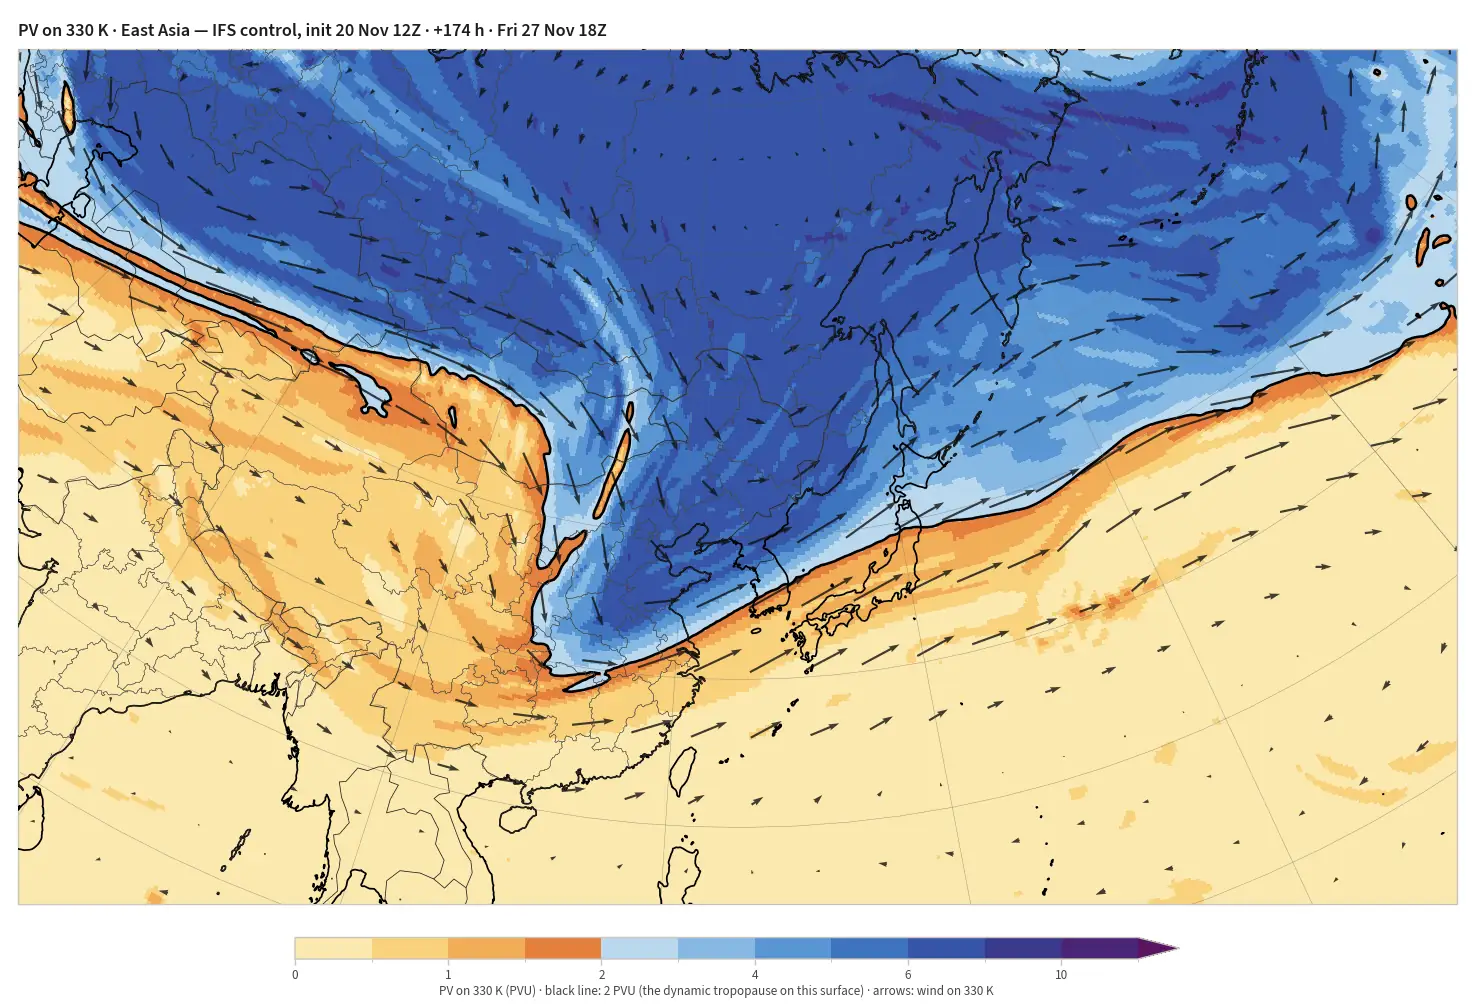 PV on 330 K · East Asia — IFS control, init 20 Nov 12Z · +174 h · Fri 27 Nov 18Z
0 1 2 4 6 10
PV on 330 K (PVU) · black line: 2 PVU (the dynamic tropopause on this surface) · arrows: wind on 330 K